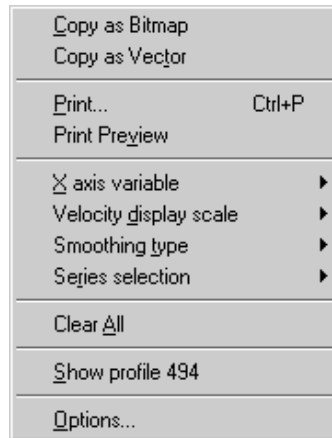 Copy as Bitmap
Copy as Vector
Print... Ctrl+P
Print Preview
X axis variable
Velocity display scale
Smoothing type
Series selection
Clear All
Show profile 494
Options...